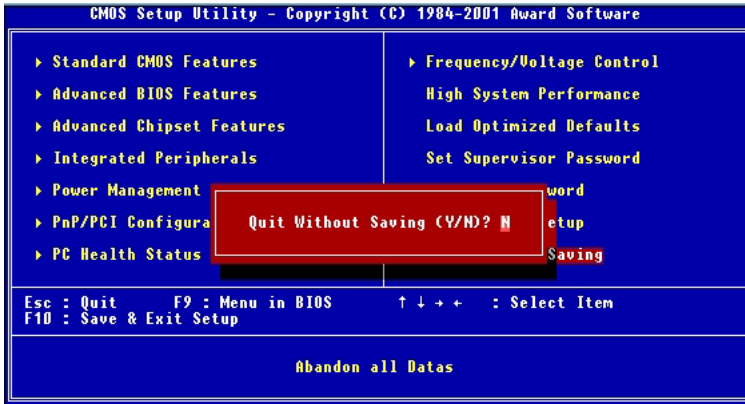 CMOS Setup Utility - Copyright (C) 1984-2001 Award Software
Standard CMOS Features
Advanced BIOS Features
Advanced Chipset Features
Integrated Peripherals
Power Management
PnP/PCI Configura
PC Health Status
Frequency/Voltage Control
High System Performance
Load Optimized Defaults
Set Supervisor Password
word
etup
Saving
Quit Without Saving (Y/N)? N
Esc : Quit F9 : Menu in BIOS ↑ ↓ → ← : Select Item
F10 : Save & Exit Setup
Abandon all Datas